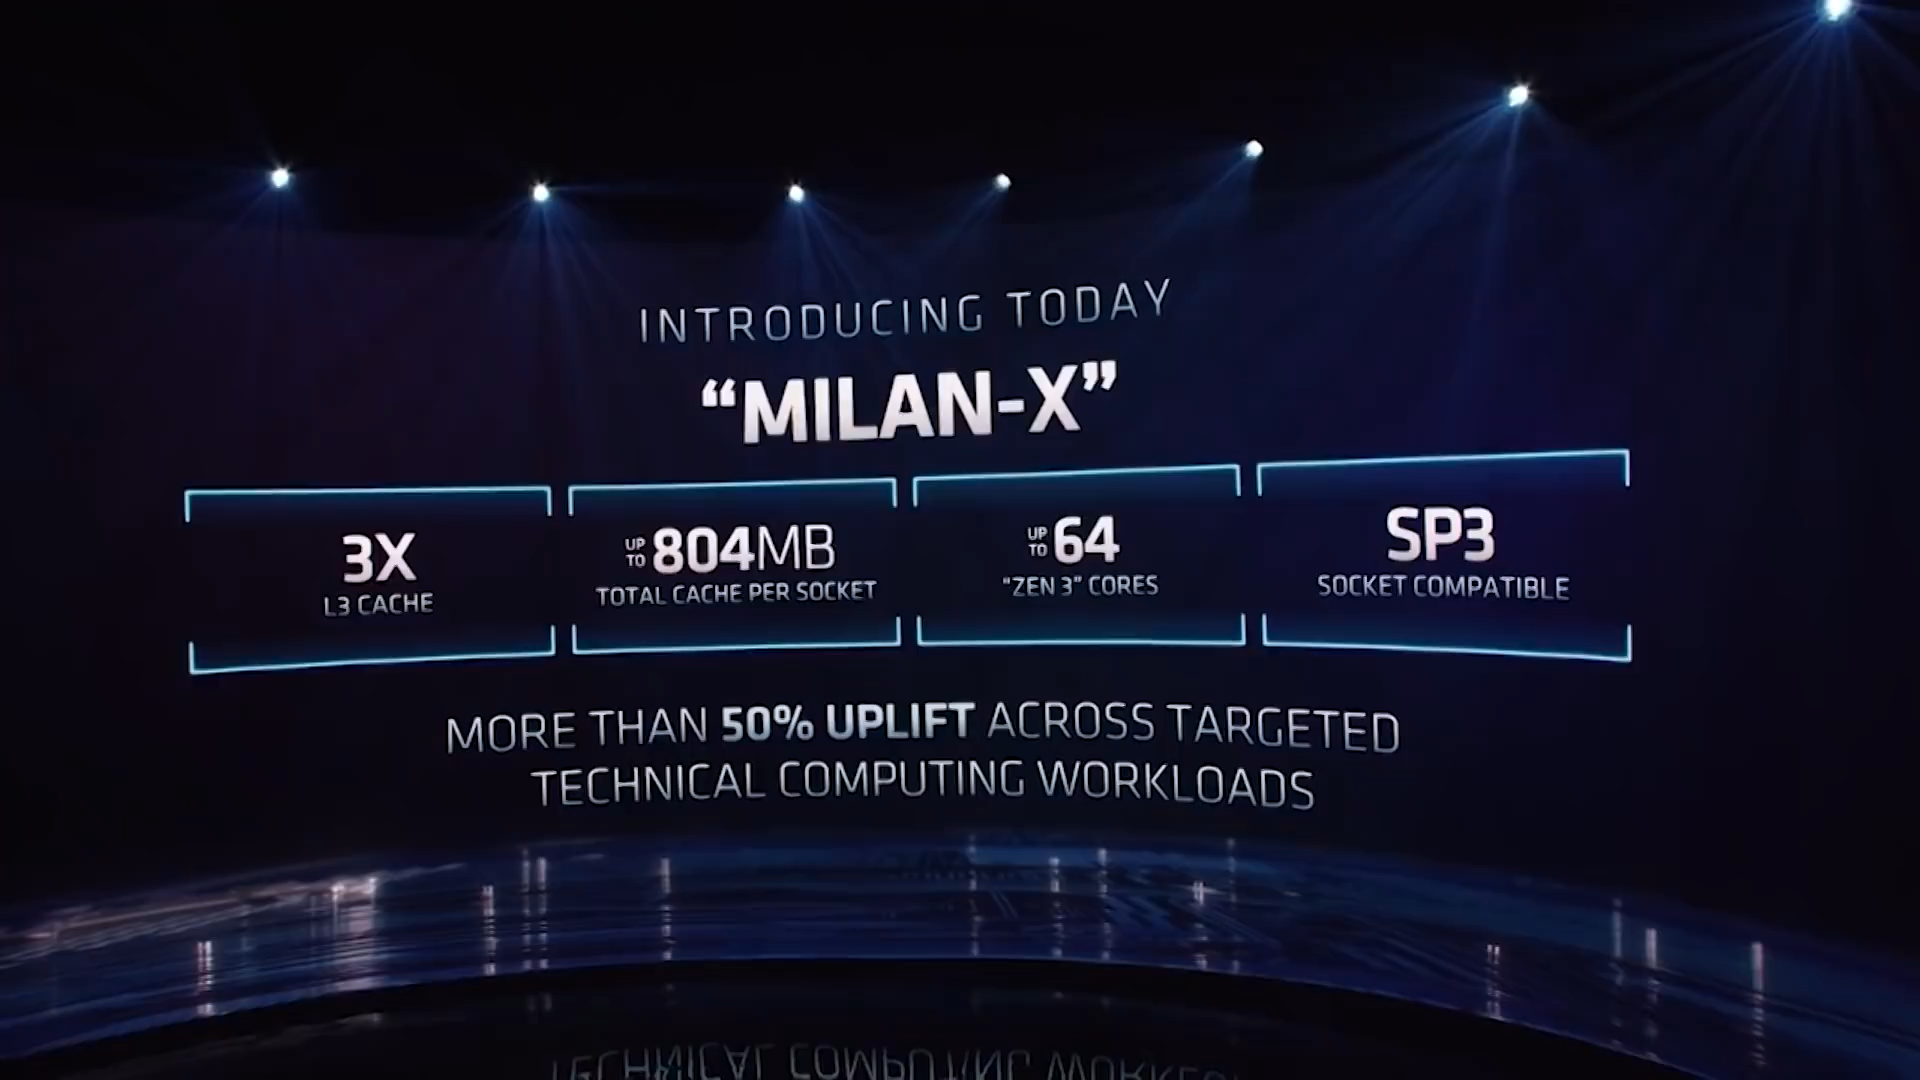 INTRODUCING TODAY
“MILAN-X”
3X
L3 CACHE
UP TO 804MB
TOTAL CACHE PER SOCKET
UP TO 64
"ZEN 3" CORES
SP3
SOCKET COMPATIBLE
MORE THAN 50% UPLIFT ACROSS TARGETED
TECHNICAL COMPUTING WORKLOADS